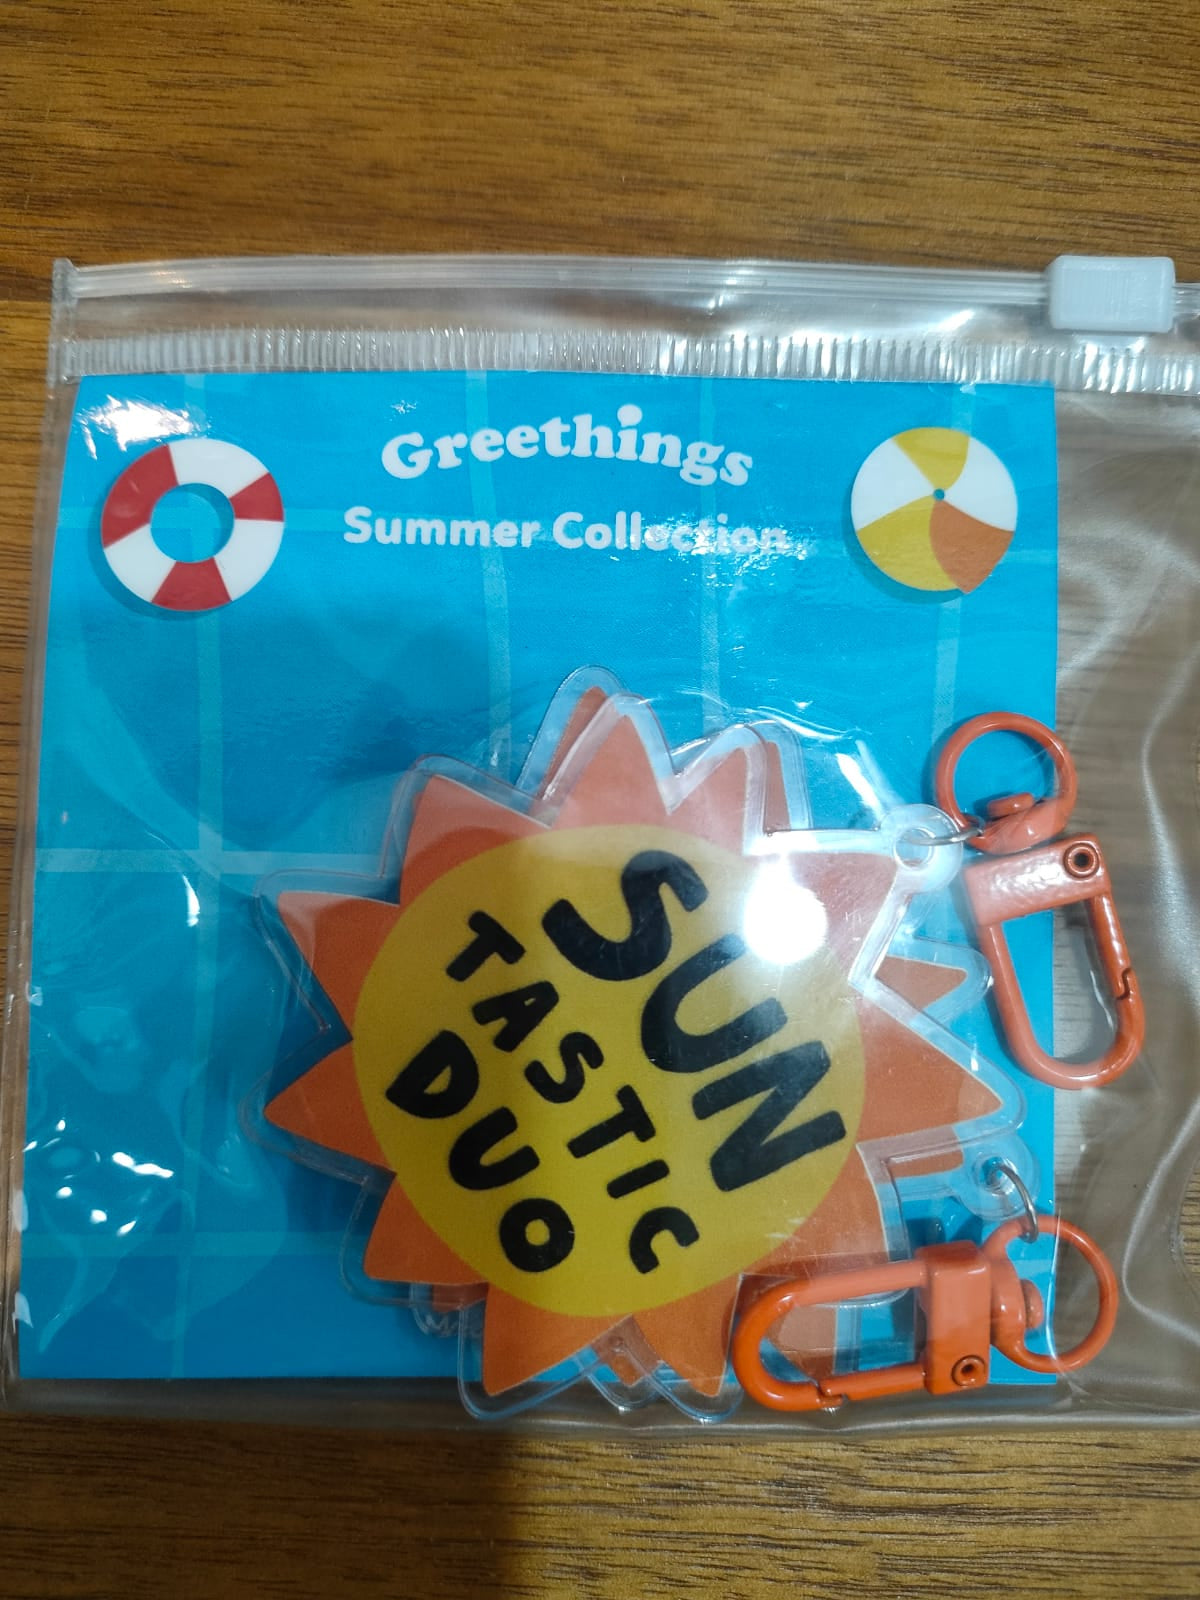 Greethings
Summer Collection
SUN
TASTIC
DUO